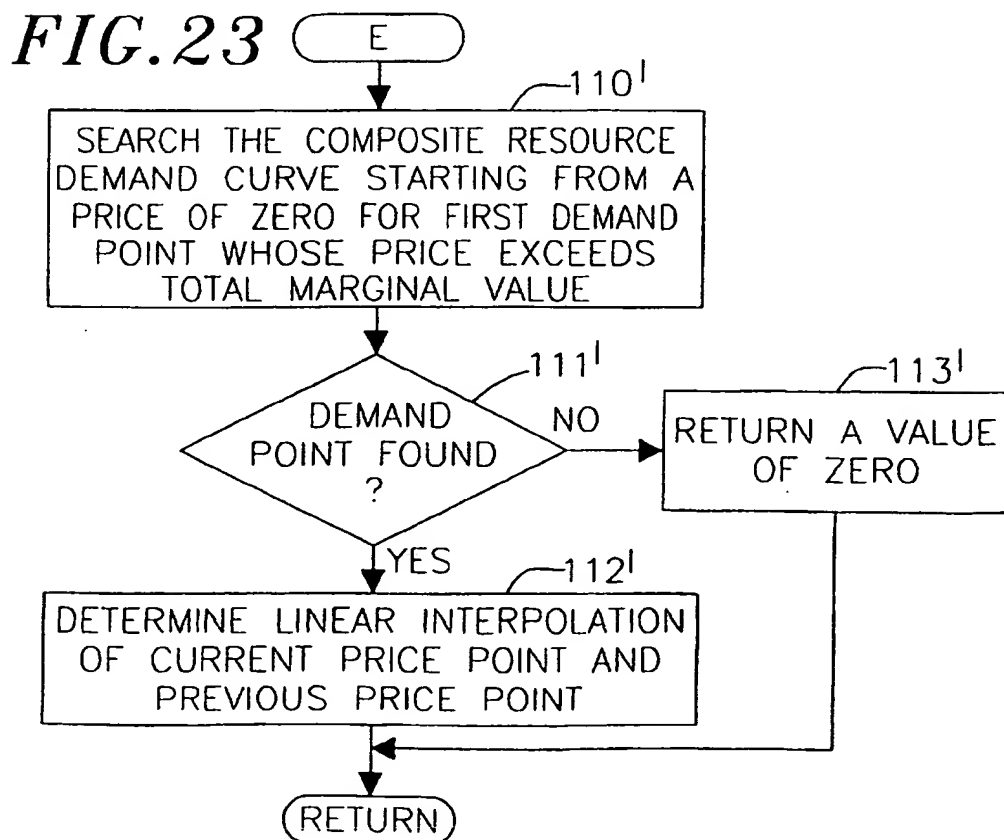 FIG.23
E
110'
SEARCH THE COMPOSITE RESOURCE
DEMAND CURVE STARTING FROM A
PRICE OF ZERO FOR FIRST DEMAND
POINT WHOSE PRICE EXCEEDS
TOTAL MARGINAL VALUE
111'
DEMAND
POINT FOUND
?
NO
113'
RETURN A VALUE
OF ZERO
YES
112'
DETERMINE LINEAR INTERPOLATION
OF CURRENT PRICE POINT AND
PREVIOUS PRICE POINT
RETURN